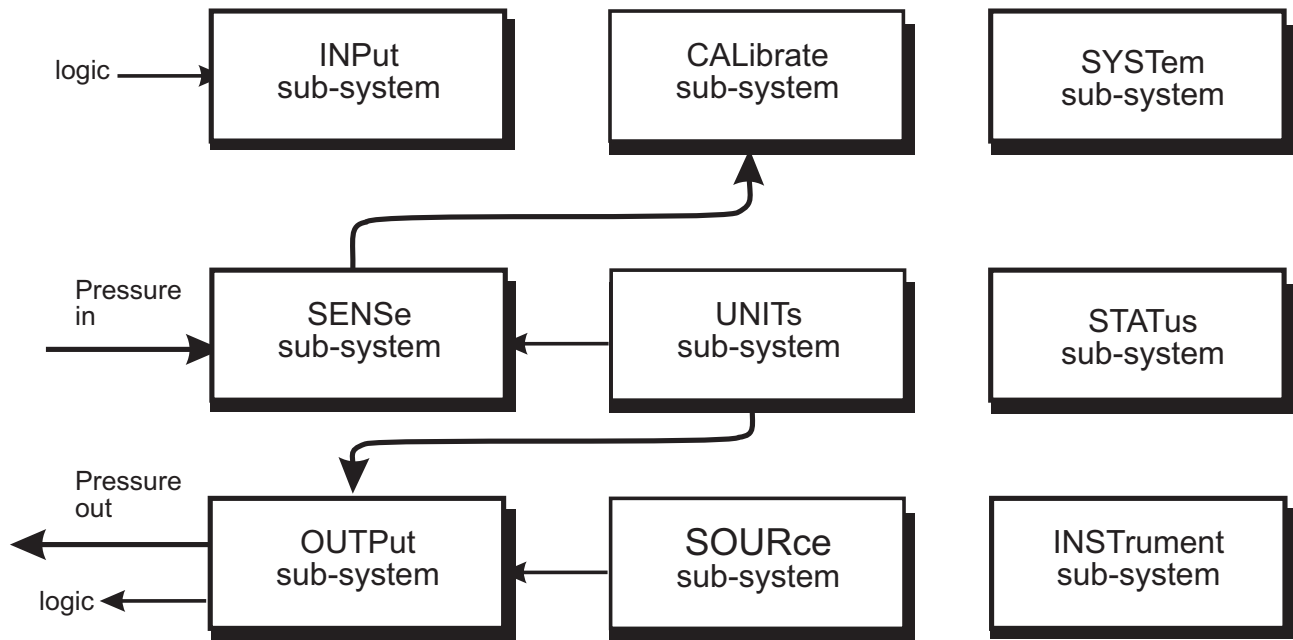 logic
INPut
sub-system
CALibrate
sub-system
SYSTem
sub-system
Pressure
in
SENSe
sub-system
UNITs
sub-system
STATus
sub-system
Pressure
out
logic
OUTPut
sub-system
SOURce
sub-system
INSTrument
sub-system